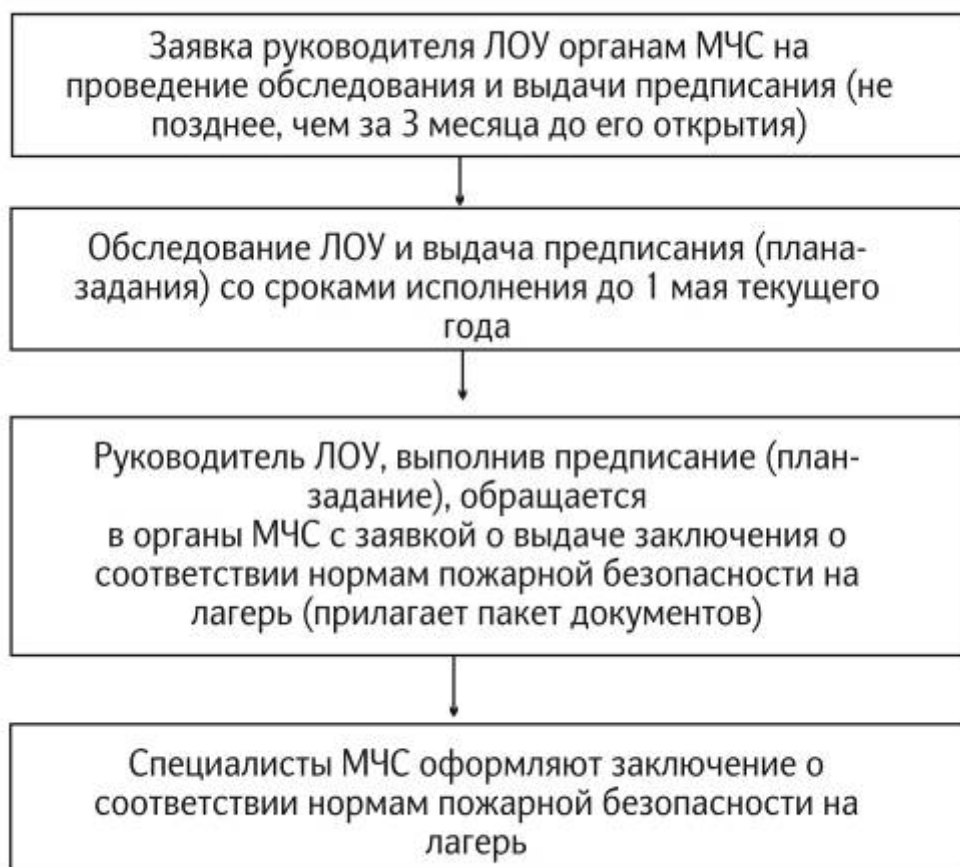 Заявка руководителя ЛОУ органам МЧС на
проведение обследования и выдачи предписания (не
позднее, чем за 3 месяца до его открытия)
Обследование ЛОУ и выдача предписания (плана-
задания) со сроками исполнения до 1 мая текущего
года
Руководитель ЛОУ, выполнив предписание (план-
задание), обращается
в органы МЧС с заявкой о выдаче заключения о
соответствии нормам пожарной безопасности на
лагерь (прилагает пакет документов)
Специалисты МЧС оформляют заключение о
соответствии нормам пожарной безопасности на
лагерь